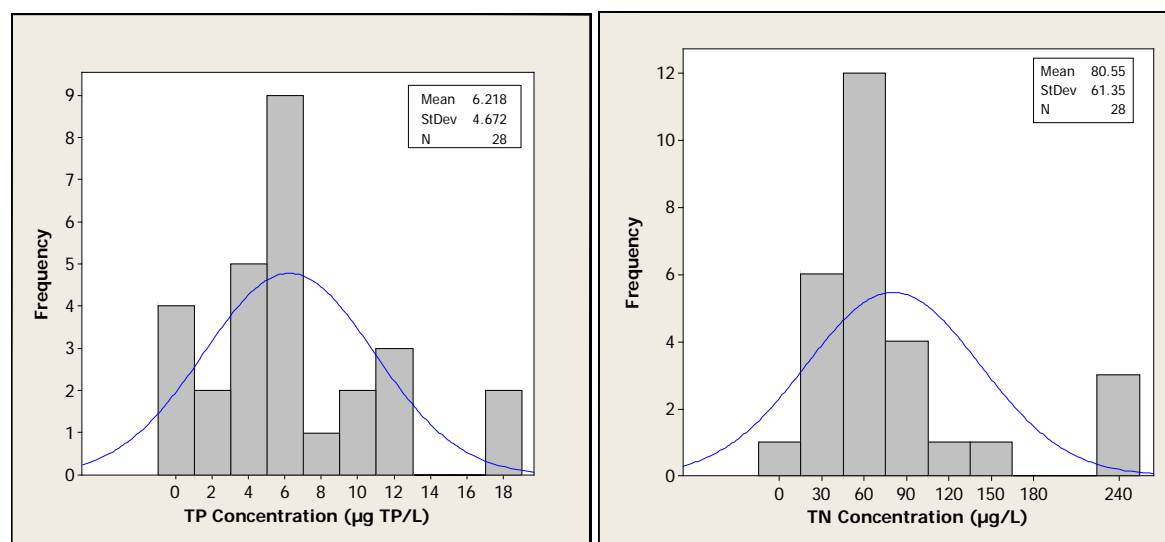 Mean 6.218
StDev 4.672
N 28
9
8
7
6
5
4
3
2
1
0
Frequency
0 2 4 6 8 10 12 14 16 18
TP Concentration (µg TP/L)
Mean 80.55
StDev 61.35
N 28
12
10
8
6
4
2
0
Frequency
0 30 60 90 120 150 180 240
TN Concentration (µg/L)